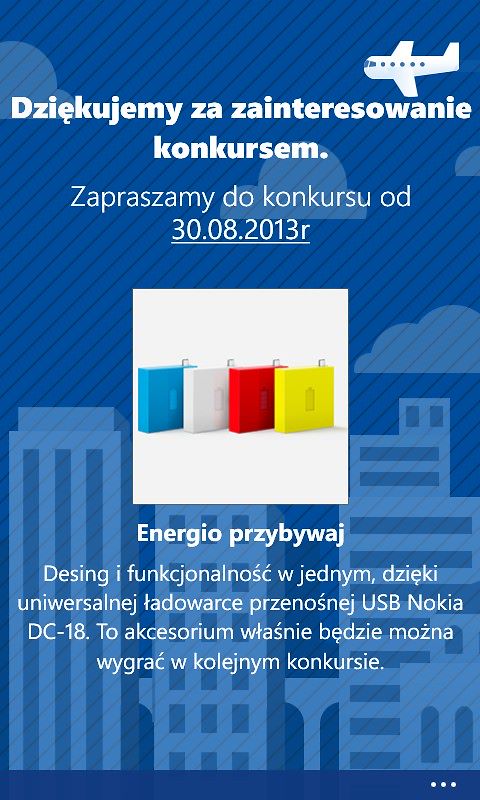 Dziękujemy za zainteresowanie
konkursem.
Zapraszamy do konkursu od
30.08.2013r
Energio przybywaj
Desing i funkcjonalność w jednym, dzięki
uniwersalnej ładowarce przenośnej USB Nokia
DC-18. To akcesorium właśnie będzie można
wygrać w kolejnym konkursie.